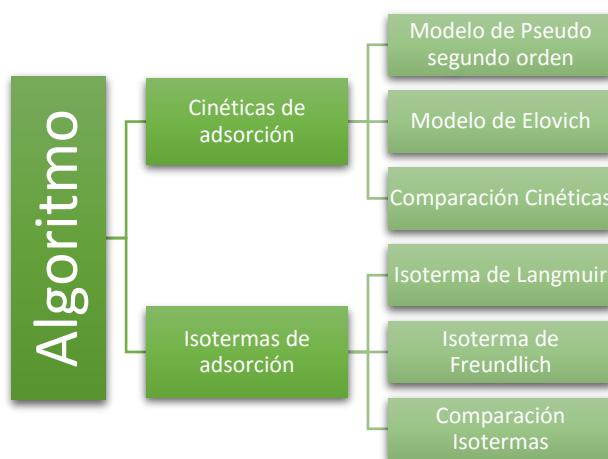 Algoritmo
Cinéticas de
adsorción
Modelo de Pseudo
segundo orden
Modelo de Elovich
Comparación Cinéticas
Isotermas de
adsorción
Isoterma de Langmuir
Isoterma de
Freundlich
Comparación
Isotermas